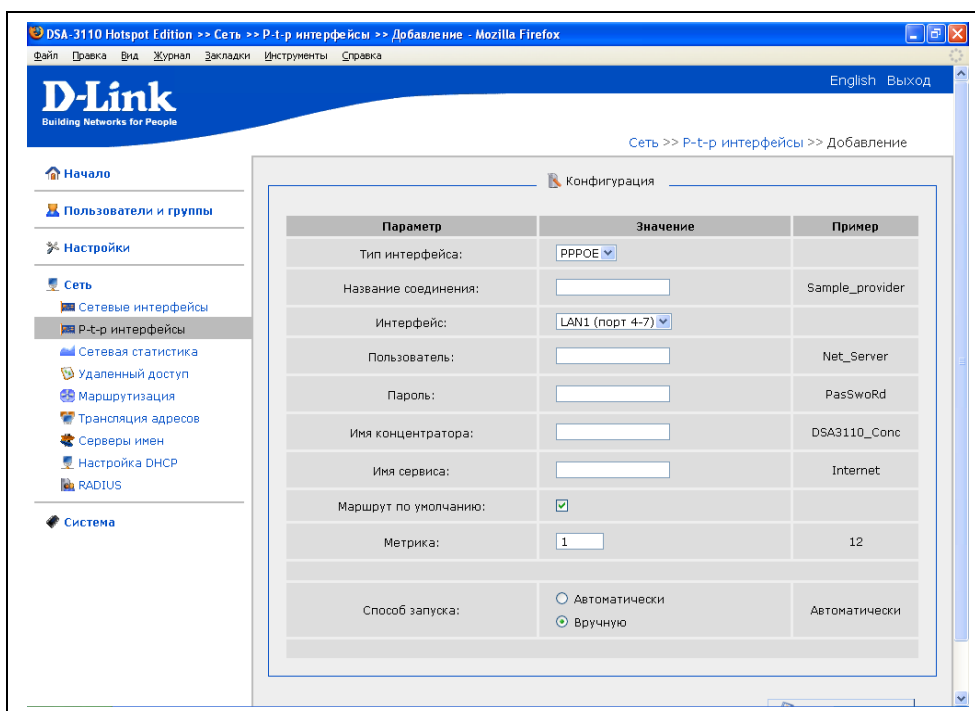 DSA-3110 Hotspot Edition >> Сеть >> P-t-p интерфейсы >> Добавление - Mozilla Firefox
Файл Правка Вид Журнал Закладки Инструменты Справка
English Выход
D-Link
Building Networks for People
Сеть >> P-t-p интерфейсы >> Добавление
Начало
Пользователи и группы
Настройки
Сеть
Сетевые интерфейсы
P-t-p интерфейсы
Сетевая статистика
Удаленный доступ
Маршрутизация
Трансляция адресов
Серверы имен
Настройка DHCP
RADIUS
Система
Конфигурация
Параметр Значение Пример
Тип интерфейса: PPPOE
Название соединения: Sample_provider
Интерфейс: LAN1 (порт 4-7)
Пользователь: Net_Server
Пароль: PasSwoRd
Имя концентратора: DSA3110_Conc
Имя сервиса: Internet
Маршрут по умолчанию:
Метрика: 1 12
Способ запуска: Автоматически Автоматически
Вручную